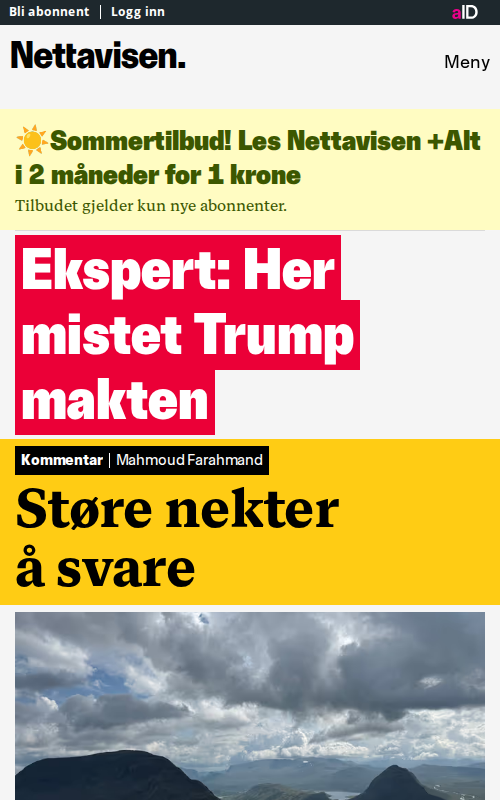 Bli abonnent | Logg inn
aID
Nettavisen.
Meny
☀️Sommertilbud! Les Nettavisen +Alt
i 2 måneder for 1 krone
Tilbudet gjelder kun nye abonnenter.
Ekspert: Her
mistet Trump
makten
Kommentar | Mahmoud Farahmand
Støre nekter
å svare